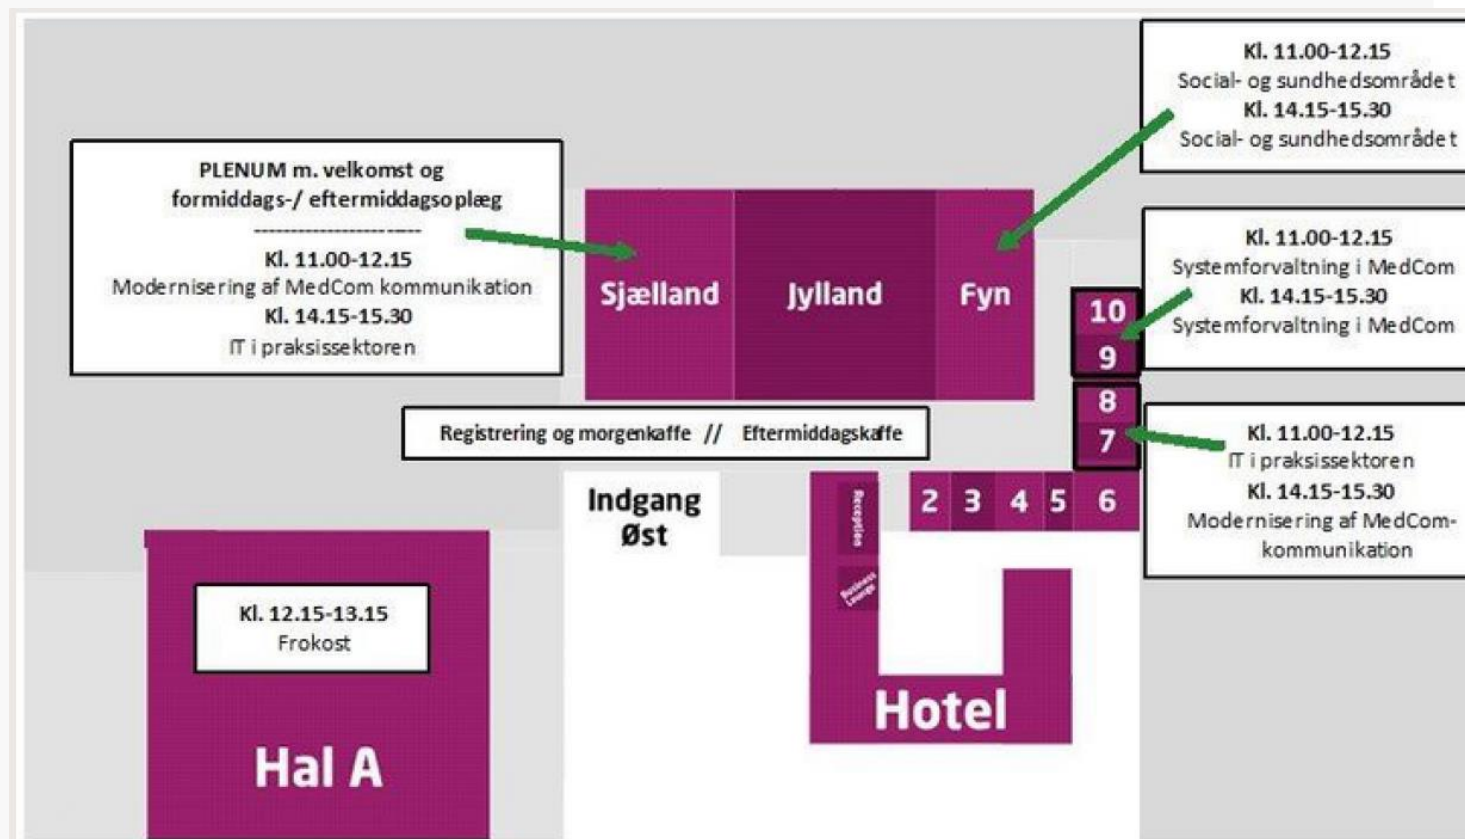 Kl. 11.00-12.15
Social- og sundhedsområdet
Kl. 14.15-15.30
Social- og sundhedsområdet
PLENUM m. velkomst og
formiddags-/ eftermiddagsoplæg
----------------------
Kl. 11.00-12.15
Modernisering af MedCom kommunikation
Kl. 14.15-15.30
IT i praksissektoren
Kl. 11.00-12.15
Systemforvaltning i MedCom
Kl. 14.15-15.30
Systemforvaltning i MedCom
Sjælland
Jylland
Fyn
10
9
8
7
Registrering og morgenkaffe // Eftermiddagskaffe
Kl. 11.00-12.15
IT i praksissektoren
Kl. 14.15-15.30
Modernisering af MedCom-
kommunikation
Indgang
Øst
Reception
Business
Lounge
2 3 4 5 6
Kl. 12.15-13.15
Frokost
Hotel
Hal A